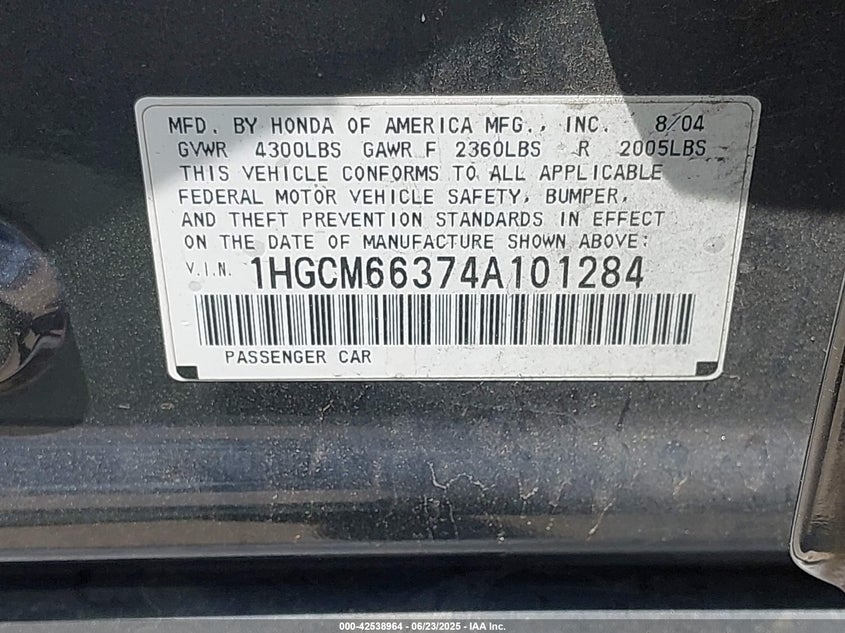 MFD. BY HONDA OF AMERICA MFG., INC. 8/04
GVWR 4300LBS GAWR F 2360LBS R 2005LBS
THIS VEHICLE CONFORMS TO ALL APPLICABLE
FEDERAL MOTOR VEHICLE SAFETY, BUMPER,
AND THEFT PREVENTION STANDARDS IN EFFECT
ON THE DATE OF MANUFACTURE SHOWN ABOVE:
V.I.N. 1HGCM66374A101284
PASSENGER CAR
000-42538964 - 06/23/2025 - IAA Inc.